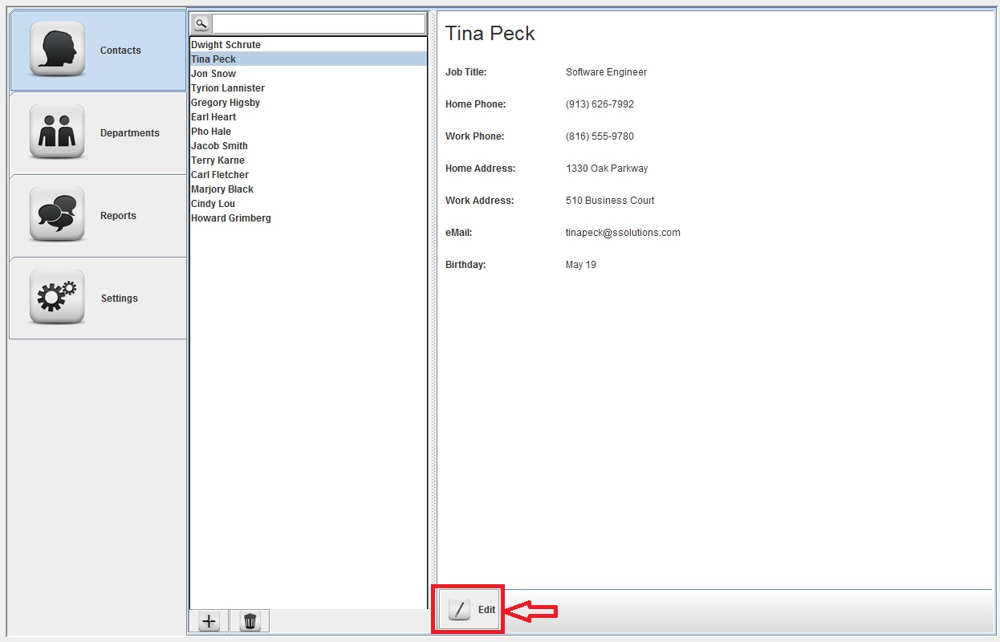 Contacts
Departments
Reports
Settings
Dwight Schrute
Tina Peck
Jon Snow
Tyrion Lannister
Gregory Higsby
Earl Heart
Pho Hale
Jacob Smith
Terry Karne
Carl Fletcher
Marjory Black
Cindy Lou
Howard Grimberg
Tina Peck
Job Title: Software Engineer
Home Phone: (913) 626-7992
Work Phone: (816) 555-9780
Home Address: 1330 Oak Parkway
Work Address: 510 Business Court
eMail: tinapeck@ssolutions.com
Birthday: May 19
Edit